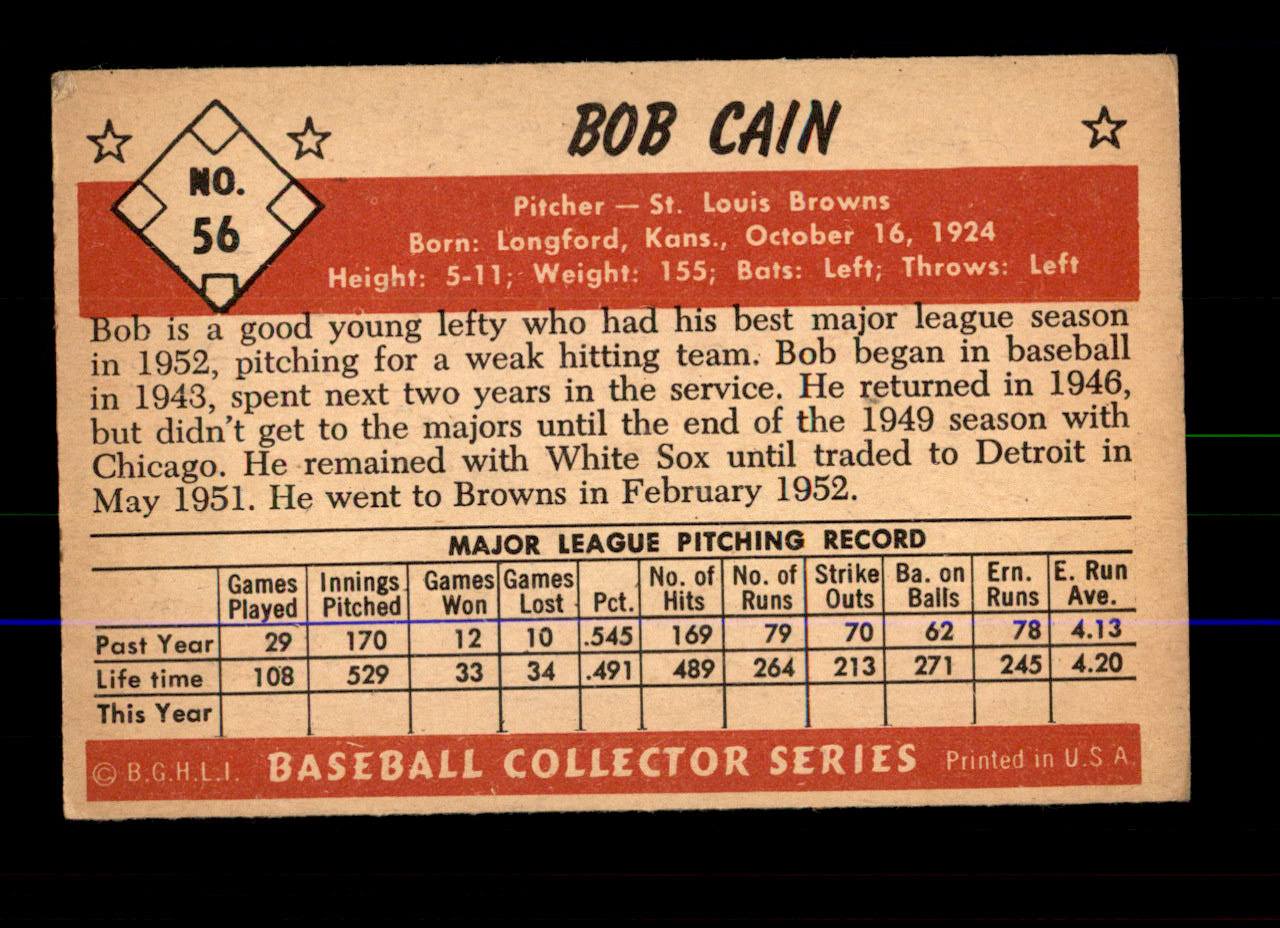 BOB CAIN
NO.
56
Pitcher — St. Louis Browns
Born: Longford, Kans., October 16, 1924
Height: 5-11; Weight: 155; Bats: Left; Throws: Left
Bob is a good young lefty who had his best major league season
in 1952, pitching for a weak hitting team. Bob began in baseball
in 1943, spent next two years in the service. He returned in 1946,
but didn't get to the majors until the end of the 1949 season with
Chicago. He remained with White Sox until traded to Detroit in
May 1951. He went to Browns in February 1952.
MAJOR LEAGUE PITCHING RECORD
Games Played Innings Pitched Games Won Games Lost Pct. No. of Hits No. of Runs Strike Outs Ba. on Balls Ern. Runs E. Run Ave.
Past Year 29 170 12 10 .545 169 79 70 62 78 4.13
Life time 108 529 33 34 .491 489 264 213 271 245 4.20
This Year
© B.G.H.L.I. BASEBALL COLLECTOR SERIES Printed in U.S A.